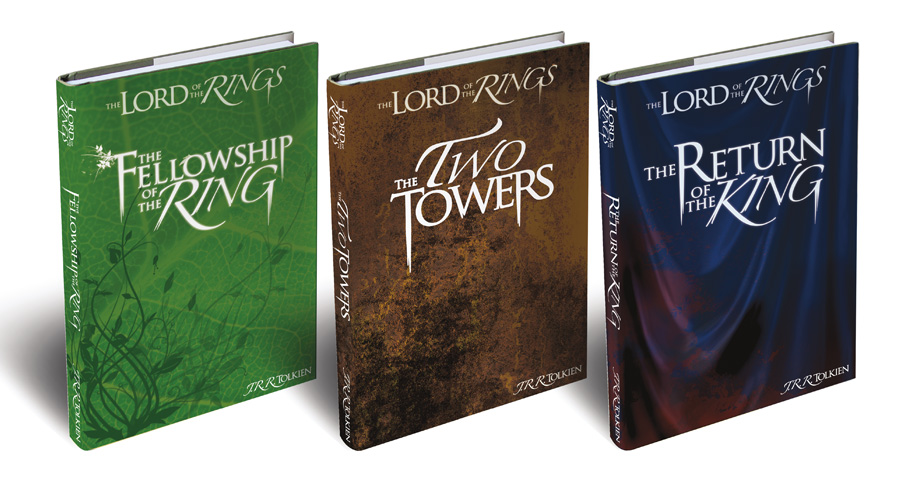 THE LORD OF THE RINGS
THE FELLOWSHIP OF THE RING
J.R.R. TOLKIEN
THE LORD OF THE RINGS
THE FELLOWSHIP OF THE RING
J.R.R. TOLKIEN
THE LORD OF THE RINGS
THE TWO TOWERS
J.R.R. TOLKIEN
THE LORD OF THE RINGS
THE TWO
TOWERS
J.R.R. TOLKIEN
THE LORD OF THE RINGS
THE RETURN OF THE KING
J.R.R. TOLKIEN
THE LORD OF THE RINGS
THE RETURN
OF THE KING
J.R.R. TOLKIEN